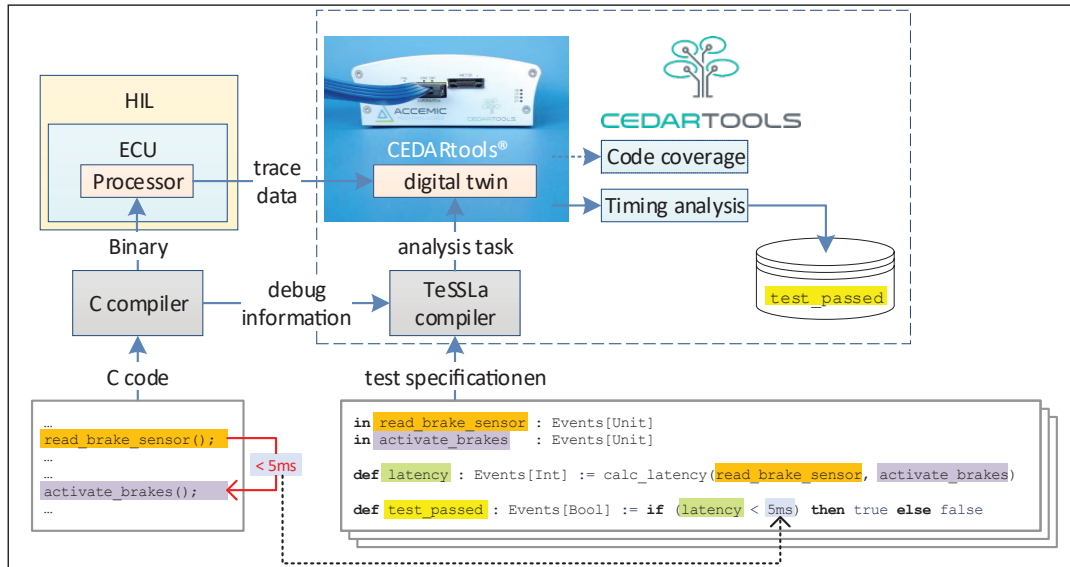 HIL
ECU
Processor
trace
data
ACCEMIC
CEDARTOOLS
CEDARtools®
digital twin
CEDARTOOLS
Code coverage
Timing analysis
Binary
analysis task
C compiler
debug
information
TeSSLa
compiler
test_passed
C code
test specificationen
…
read_brake_sensor();
…
…
activate_brakes();
…
< 5ms
in read_brake_sensor : Events[Unit]
in activate_brakes : Events[Unit]
def latency : Events[Int] := calc_latency(read_brake_sensor, activate_brakes)
def test_passed : Events[Bool] := if (latency < 5ms) then true else false